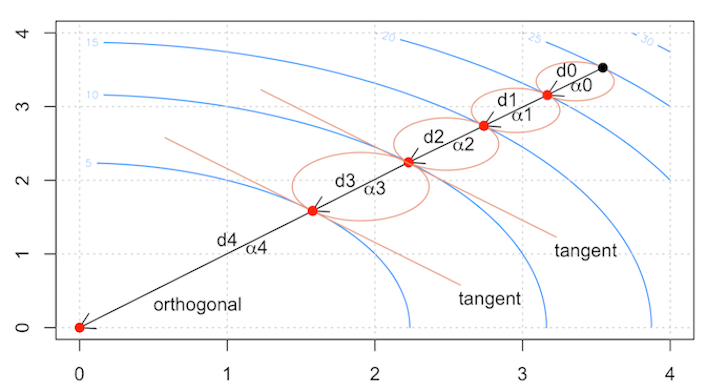 4
3
2
1
0
15
10
5
20
25
30
d0
α0
d1
α1
d2
α2
d3
α3
d4
α4
tangent
tangent
orthogonal
0
1
2
3
4